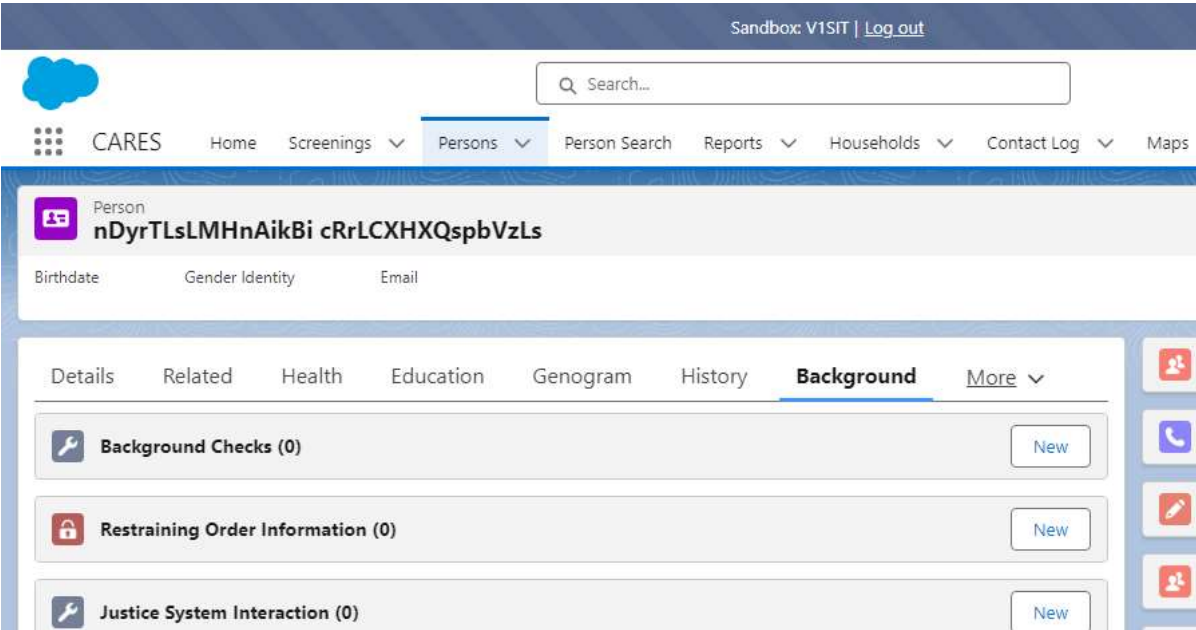 Sandbox: V1SIT | Log out
Search...
CARES Home Screenings Persons Person Search Reports Households Contact Log Maps
Person
nDyrTLsLMHnAikBi cRrLCXHXQspbVzLs
Birthdate Gender Identity Email
Details Related Health Education Genogram History Background More
Background Checks (0) New
Restraining Order Information (0) New
Justice System Interaction (0) New